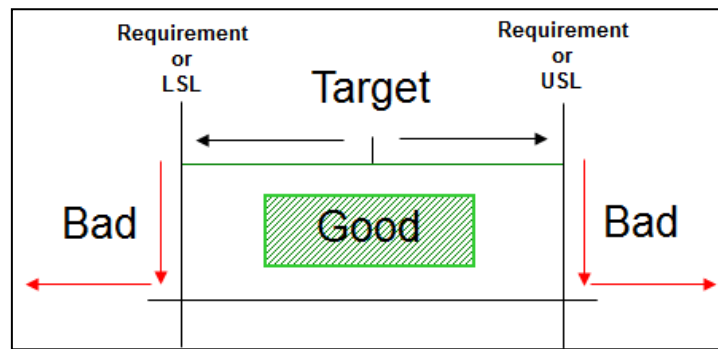 Requirement
or
LSL
Requirement
or
USL
Target
Bad
Good
Bad